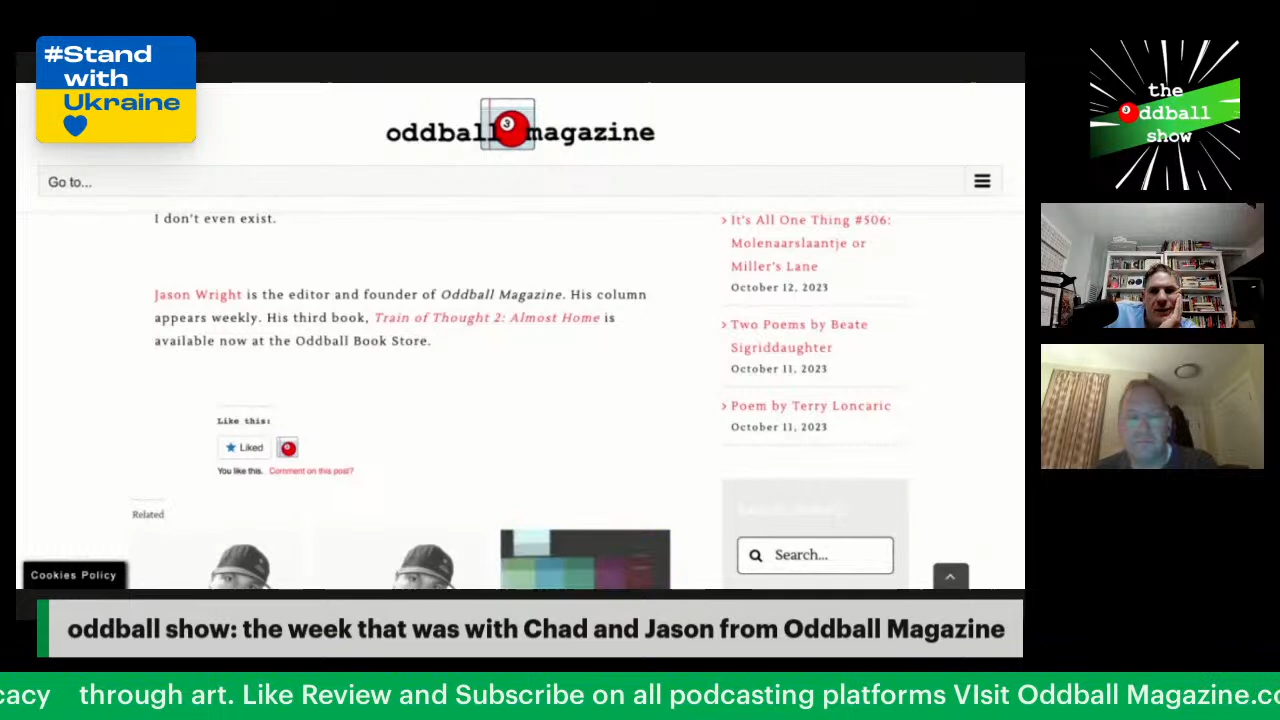 #Stand
with
Ukraine
oddball magazine
3
Go to...
I don't even exist.
Jason Wright is the editor and founder of Oddball Magazine. His column
appears weekly. His third book, Train of Thought 2: Almost Home is
available now at the Oddball Book Store.
Like this:
Liked
You like this. Comment on this post?
Related
Cookies Policy
> It's All One Thing #506:
Molenaarslaantje or
Miller's Lane
October 12, 2023
> Two Poems by Beate
Sigriddaughter
October 11, 2023
> Poem by Terry Loncaric
October 11, 2023
Search...
the
3ddball
show
oddball show: the week that was with Chad and Jason from Oddball Magazine
cacy through art. Like Review and Subscribe on all podcasting platforms VIsit Oddball Magazine.co